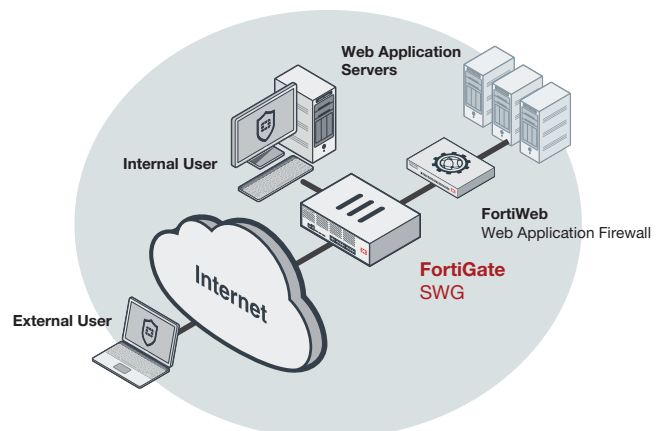 Web Application
Servers
Internal User
FortiWeb
Web Application Firewall
FortiGate
SWG
Internet
External User